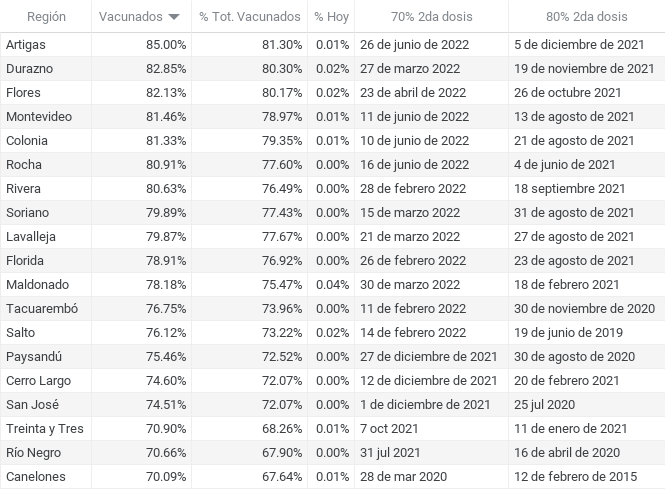 Región Vacunados % Tot. Vacunados % Hoy 70% 2da dosis 80% 2da dosis
Artigas 85.00% 81.30% 0.01% 26 de junio de 2022 5 de diciembre de 2021
Durazno 82.85% 80.30% 0.02% 27 de marzo 2022 19 de noviembre de 2021
Flores 82.13% 80.17% 0.02% 23 de abril de 2022 26 de octubre 2021
Montevideo 81.46% 78.97% 0.01% 11 de junio de 2022 13 de agosto de 2021
Colonia 81.33% 79.35% 0.01% 10 de junio de 2022 21 de agosto de 2021
Rocha 80.91% 77.60% 0.00% 16 de junio de 2022 4 de junio de 2021
Rivera 80.63% 76.49% 0.00% 28 de febrero 2022 18 septiembre 2021
Soriano 79.89% 77.43% 0.00% 15 de marzo 2022 31 de agosto de 2021
Lavalleja 79.87% 77.67% 0.00% 21 de marzo 2022 27 de agosto de 2021
Florida 78.91% 76.92% 0.00% 26 de febrero 2022 23 de agosto de 2021
Maldonado 78.18% 75.47% 0.04% 30 de marzo 2022 18 de febrero 2021
Tacuarembó 76.75% 73.96% 0.00% 11 de febrero 2022 30 de noviembre de 2020
Salto 76.12% 73.22% 0.02% 14 de febrero 2022 19 de junio de 2019
Paysandú 75.46% 72.52% 0.00% 27 de diciembre de 2021 30 de agosto de 2020
Cerro Largo 74.60% 72.07% 0.00% 12 de diciembre de 2021 20 de febrero 2021
San José 74.51% 72.07% 0.00% 1 de diciembre de 2021 25 jul 2020
Treinta y Tres 70.90% 68.26% 0.01% 7 oct 2021 11 de enero de 2021
Río Negro 70.66% 67.90% 0.00% 31 jul 2021 16 de abril de 2020
Canelones 70.09% 67.64% 0.01% 28 de mar 2020 12 de febrero de 2015